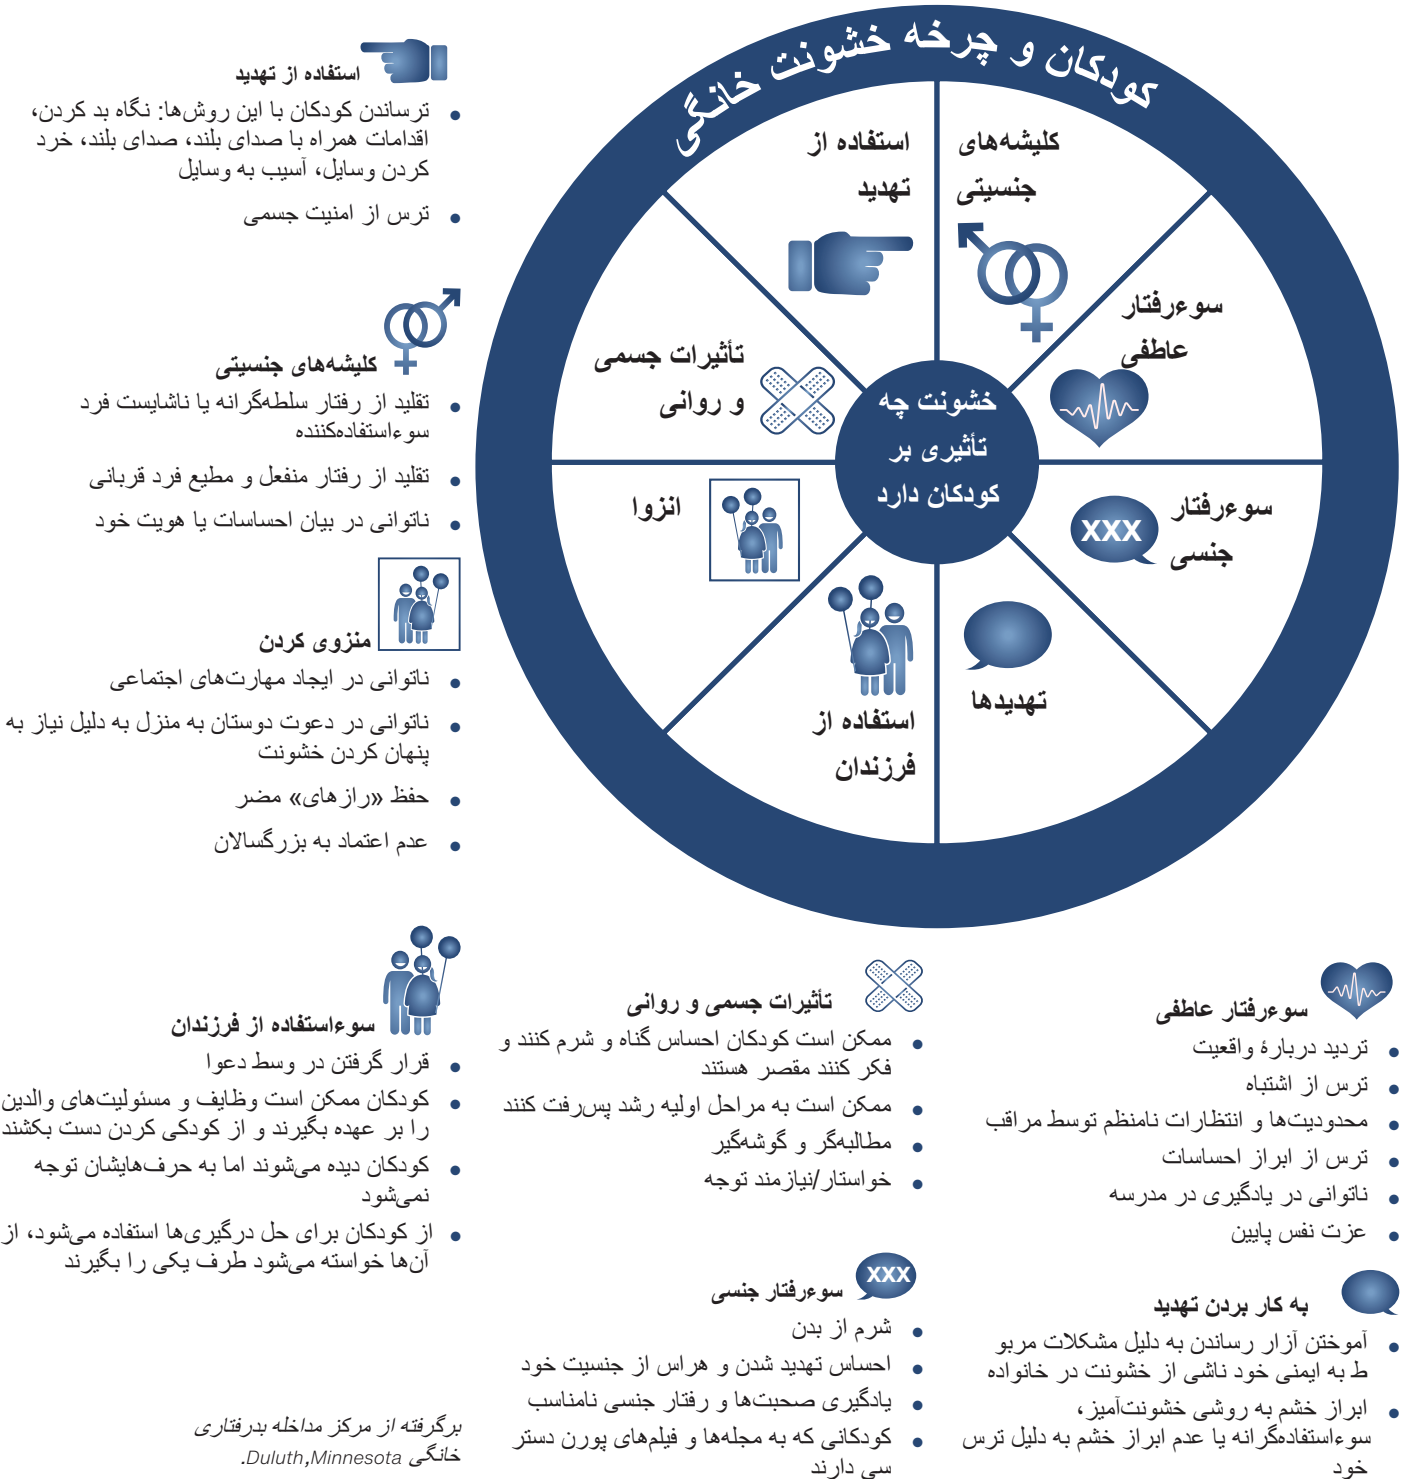 کودکان و چرخه خشونت خانگی
کلیشه‌های
جنسیتی
سوءرفتار
عاطفی
سوءرفتار
جنسی
XXX
تهدیدها
استفاده از
فرزندان
انزوا
تأثیرات جسمی
و روانی
استفاده از
تهدید
خشونت چه
تأثیری بر
کودکان دارد
استفاده از تهدید
• ترساندن کودکان با این روش‌ها: نگاه بد کردن،
اقدامات همراه با صدای بلند، صدای بلند، خرد
کردن وسایل، آسیب به وسایل
• ترس از امنیت جسمی
کلیشه‌های جنسیتی
• تقلید از رفتار سلطه‌گرانه یا ناشایست فرد
سوءاستفاده‌کننده
• تقلید از رفتار منفعل و مطیع فرد قربانی
• ناتوانی در بیان احساسات یا هویت خود
منزوی کردن
• ناتوانی در ایجاد مهارت‌های اجتماعی
• ناتوانی در دعوت دوستان به منزل به دلیل نیاز به
پنهان کردن خشونت
• حفظ «رازهای» مضر
• عدم اعتماد به بزرگسالان
سوءرفتار عاطفی
• تردید دربارهٔ واقعیت
• ترس از اشتباه
• محدودیت‌ها و انتظارات نامنظم توسط مراقب
• ترس از ابراز احساسات
• ناتوانی در یادگیری در مدرسه
• عزت نفس پایین
به کار بردن تهدید
• آموختن آزار رساندن به دلیل مشکلات مربو
ط به ایمنی خود ناشی از خشونت در خانواده
• ابراز خشم به روشی خشونت‌آمیز،
سوءاستفاده‌گرانه یا عدم ابراز خشم به دلیل ترس
خود
تأثیرات جسمی و روانی
• ممکن است کودکان احساس گناه و شرم کنند و
فکر کنند مقصر هستند
• ممکن است به مراحل اولیه رشد پس‌رفت کنند
• مطالبه‌گر و گوشه‌گیر
• خواستار/نیازمند توجه
XXX
سوءرفتار جنسی
• شرم از بدن
• احساس تهدید شدن و هراس از جنسیت خود
• یادگیری صحبت‌ها و رفتار جنسی نامناسب
• کودکانی که به مجله‌ها و فیلم‌های پورن دستر
سی دارند
سوءاستفاده از فرزندان
• قرار گرفتن در وسط دعوا
• کودکان ممکن است وظایف و مسئولیت‌های والدین
را بر عهده بگیرند و از کودکی کردن دست بکشند
• کودکان دیده می‌شوند اما به حرف‌هایشان توجه
نمی‌شود
• از کودکان برای حل درگیری‌ها استفاده می‌شود، از
آن‌ها خواسته می‌شود طرف یکی را بگیرند
برگرفته از مرکز مداخله بدرفتاری
خانگی Duluth,Minnesota.